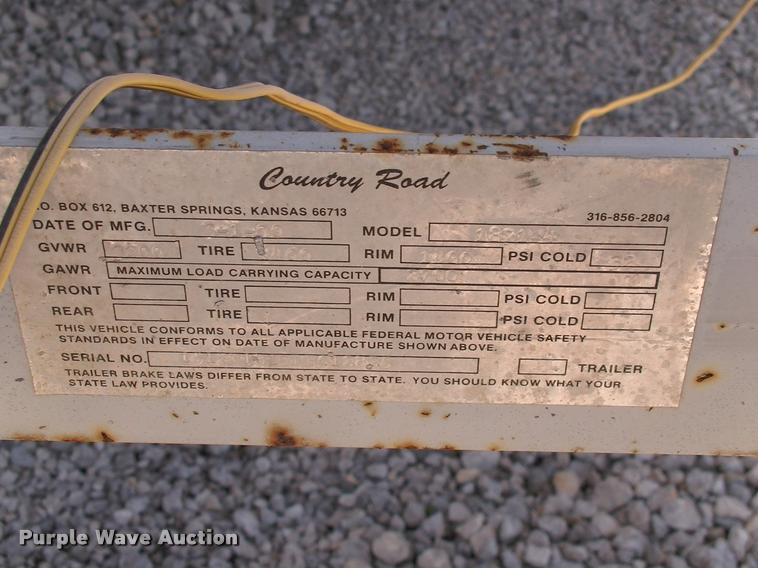 Country Road
.O. BOX 612, BAXTER SPRINGS, KANSAS 66713
316-856-2804
DATE OF MFG. MODEL
GVWR TIRE RIM PSI COLD
GAWR MAXIMUM LOAD CARRYING CAPACITY
FRONT TIRE RIM PSI COLD
REAR TIRE RIM PSI COLD
THIS VEHICLE CONFORMS TO ALL APPLICABLE FEDERAL MOTOR VEHICLE SAFETY
STANDARDS IN EFFECT ON DATE OF MANUFACTURE SHOWN ABOVE.
SERIAL NO. TRAILER
TRAILER BRAKE LAWS DIFFER FROM STATE TO STATE. YOU SHOULD KNOW WHAT YOUR
STATE LAW PROVIDES.
Purple Wave Auction